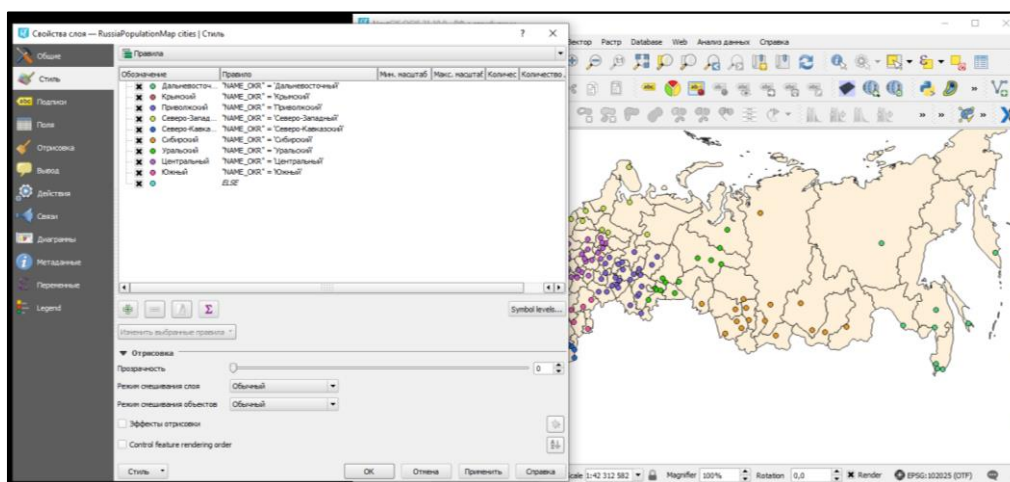 Свойства слоя — RussiaPopulationMap cities | Стиль
Общие
Стиль
Подписи
Поля
Отрисовка
Вывод
Действия
Связи
Диаграммы
Метаданные
Переменные
Legend
Правила
Обозначение Правило Мин. масштаб Макс. масштаб Количес Количество
Дальневосточ... "NAME_OKR" = 'Дальневосточный'
Крымский "NAME_OKR" = 'Крымский'
Приволжский "NAME_OKR" = 'Приволжский'
Северо-Запад... "NAME_OKR" = 'Северо-Западный'
Северо-Кавка... "NAME_OKR" = 'Северо-Кавказский'
Сибирский "NAME_OKR" = 'Сибирский'
Уральский "NAME_OKR" = 'Уральский'
Центральный "NAME_OKR" = 'Центральный'
Южный "NAME_OKR" = 'Южный'
ELSE
Symbol levels...
Изменить выбранные правила
Отрисовка
Прозрачность 0
Режим смешивания слоя Обычный
Режим смешивания объектов Обычный
Эффекты отрисовки
Control feature rendering order
Стиль OK Отмена Применить Справка
Вектор Растр Database Web Анализ данных Справка
Scale 1:42 312 582 Magnifier 100% Rotation 0,0 Render EPSG:102025 (OTF)